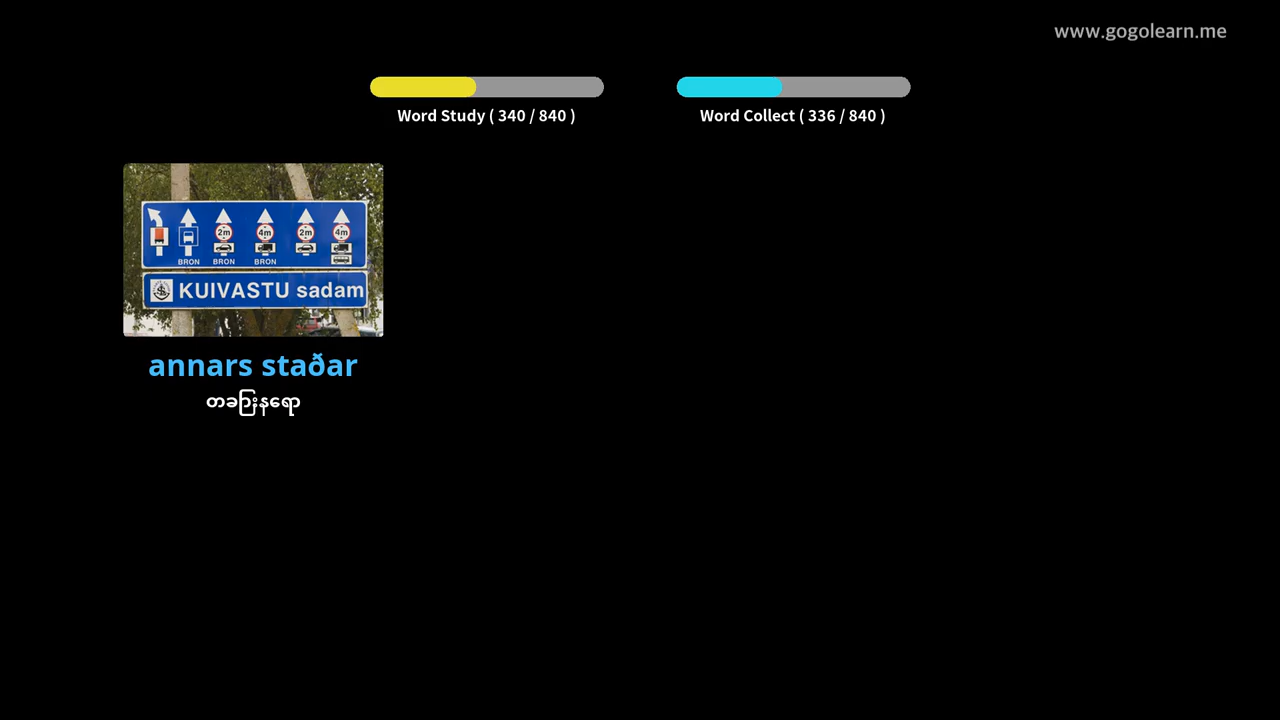 www.gogolearn.me
Word Study ( 340 / 840 )
Word Collect ( 336 / 840 )
2m 4m 2m 4m
BRON BRON BRON
KUIVASTU sadam
annars staðar
တခြားနေရာ